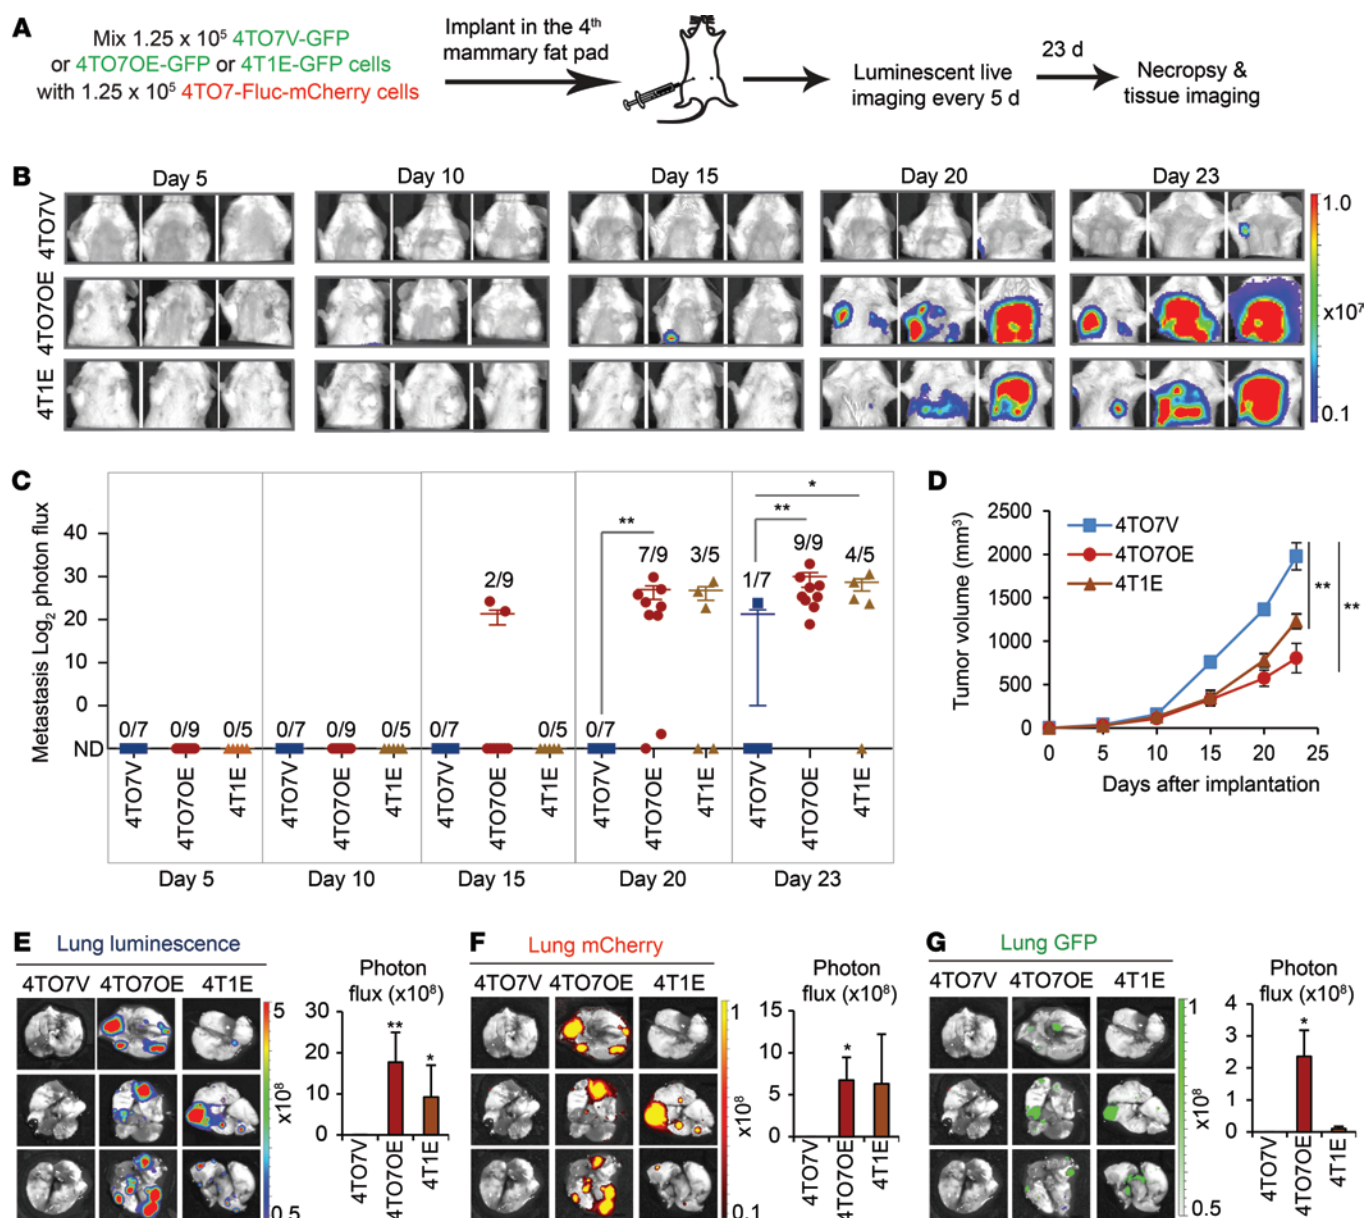 A
Mix 1.25 x 10⁵ 4TO7V-GFP
or 4TO7OE-GFP or 4T1E-GFP cells
with 1.25 x 10⁵ 4TO7-Fluc-mCherry cells
Implant in the 4ᵗʰ
mammary fat pad
Luminescent live
imaging every 5 d
23 d
Necropsy &
tissue imaging
B
Day 5
Day 10
Day 15
Day 20
Day 23
4TO7V
4TO7OE
4T1E
1.0
x10⁷
0.1
C
Metastasis Log₂ photon flux
40
30
20
10
0
ND
0/7
0/9
0/5
0/7
0/9
0/5
0/7
2/9
0/5
0/7
**
7/9
3/5
1/7
**
9/9
*
4/5
4TO7V
4TO7OE
4T1E
4TO7V
4TO7OE
4T1E
4TO7V
4TO7OE
4T1E
4TO7V
4TO7OE
4T1E
4TO7V
4TO7OE
4T1E
Day 5
Day 10
Day 15
Day 20
Day 23
D
Tumor volume (mm³)
2500
2000
1500
1000
500
0
4TO7V
4TO7OE
4T1E
**
**
0
5
10
15
20
25
Days after implantation
E
Lung luminescence
4TO7V 4TO7OE 4T1E
5
x10⁸
0.5
Photon
flux (x10⁸)
30
20
10
0
**
*
4TO7V
4TO7OE
4T1E
F
Lung mCherry
4TO7V 4TO7OE 4T1E
1
x10⁸
0.1
Photon
flux (x10⁸)
15
10
5
0
*
4TO7V
4TO7OE
4T1E
G
Lung GFP
4TO7V 4TO7OE 4T1E
1
x10⁸
0.5
Photon
flux (x10⁸)
4
3
2
1
0
*
4TO7V
4TO7OE
4T1E